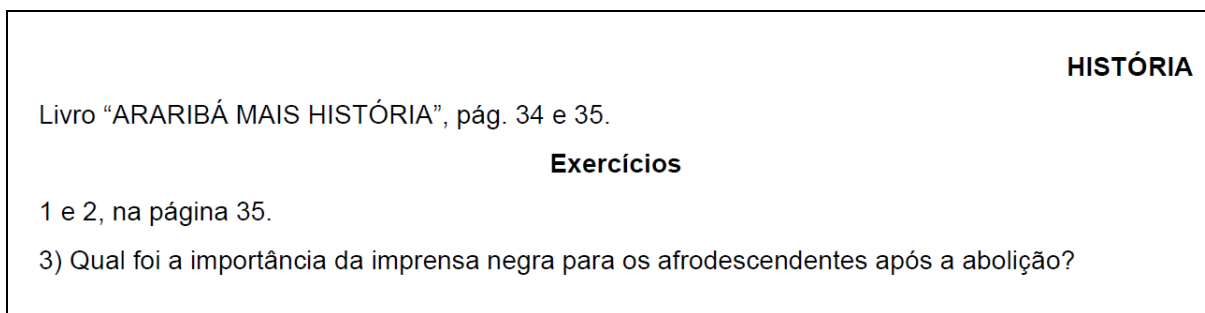 HISTÓRIA
Livro “ARARIBÁ MAIS HISTÓRIA”, pág. 34 e 35.
Exercícios
1 e 2, na página 35.
3) Qual foi a importância da imprensa negra para os afrodescendentes após a abolição?